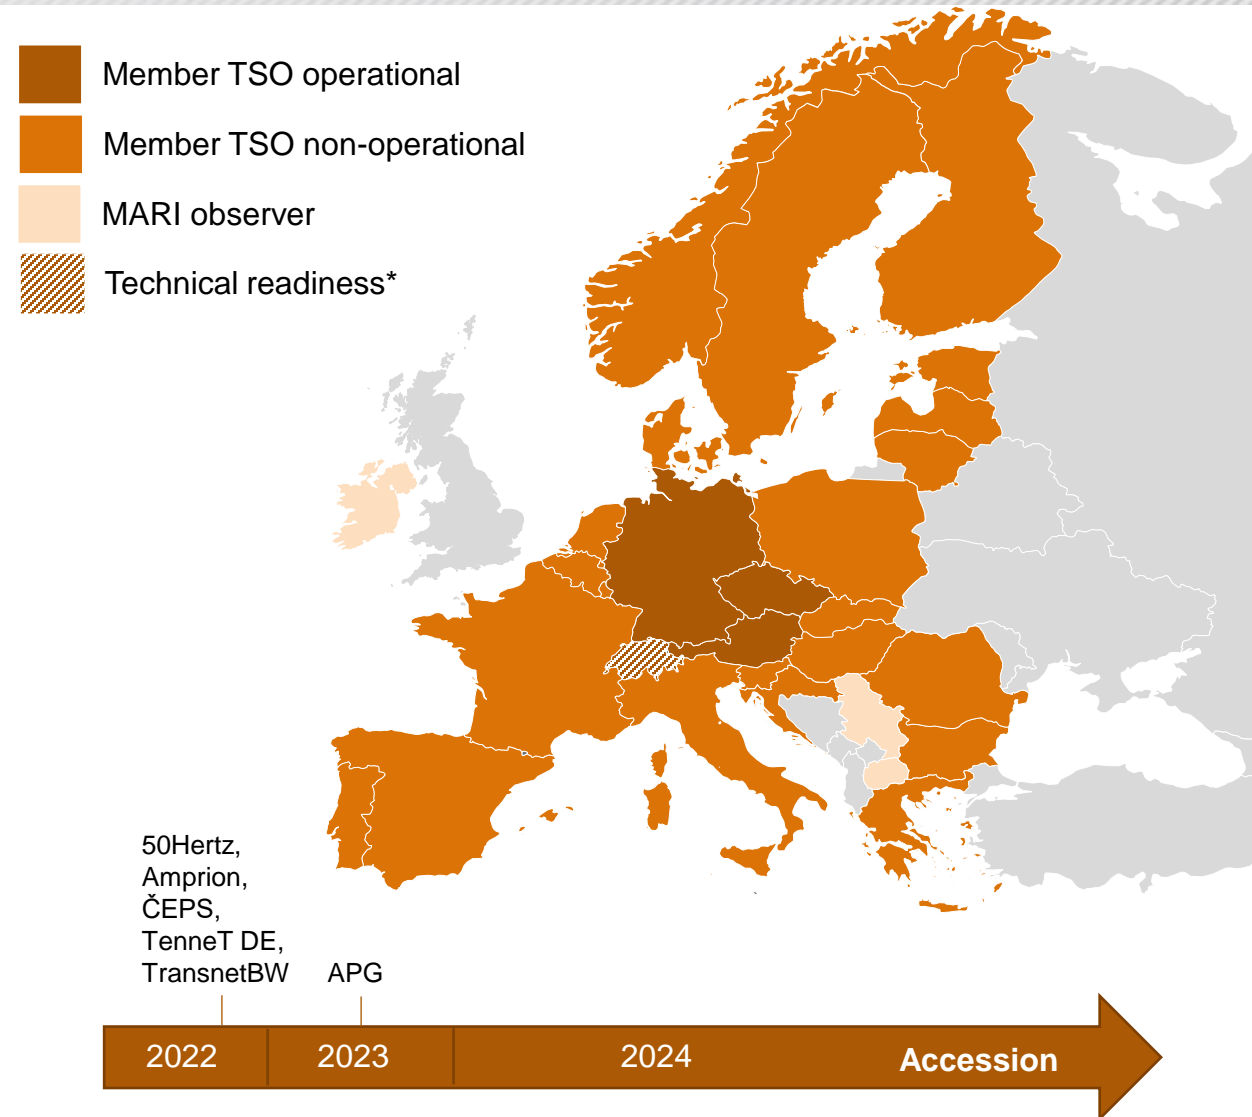 Member TSO operational
Member TSO non-operational
MARI observer
Technical readiness*
50Hertz,
Amprion,
ČEPS,
TenneT DE,
TransnetBW
APG
2022
2023
2024
Accession